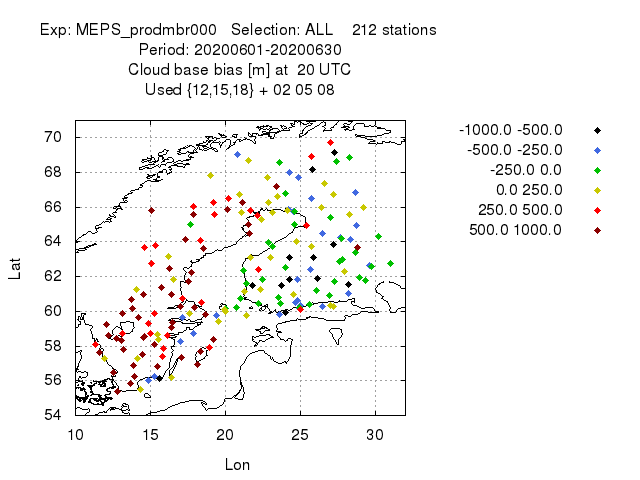 Exp: MEPS_prodmbr000 Selection: ALL 212 stations
Period: 20200601-20200630
Cloud base bias [m] at 20 UTC
Used {12,15,18} + 02 05 08
-1000.0 -500.0
-500.0 -250.0
-250.0 0.0
0.0 250.0
250.0 500.0
500.0 1000.0
70
68
66
64
62
60
58
56
54
Lat
10 15 20 25 30
Lon